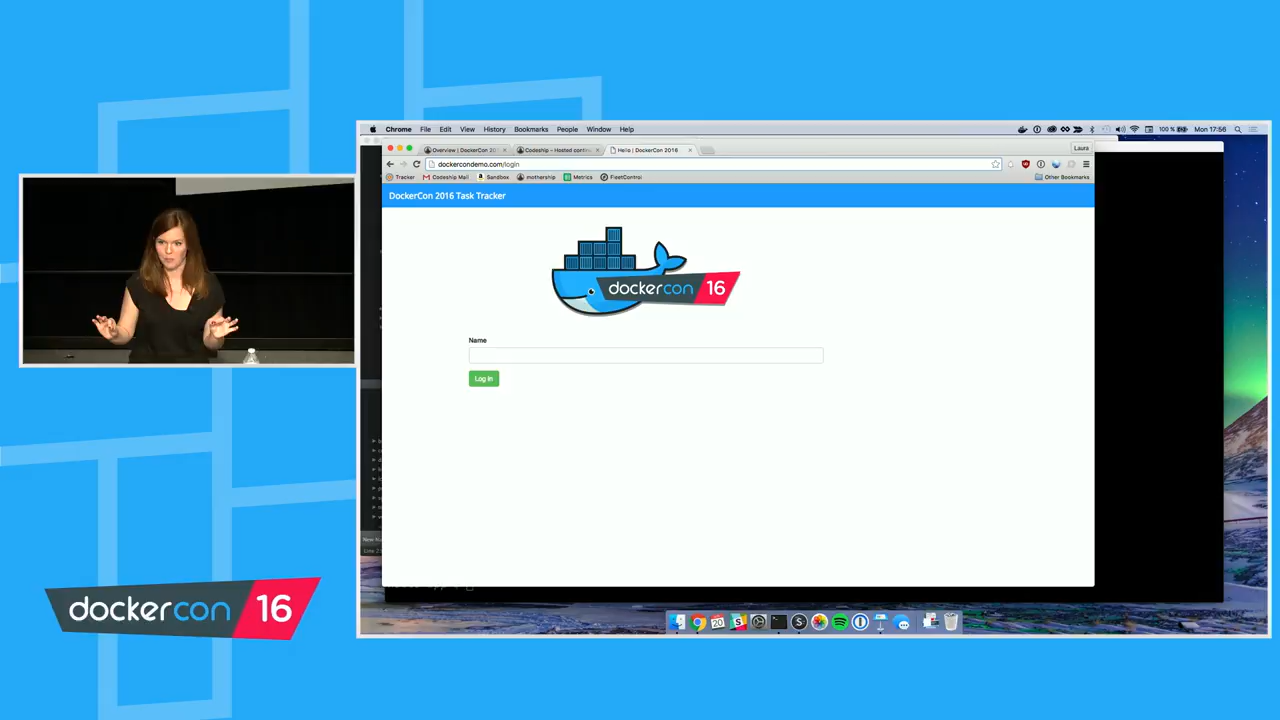 Chrome File Edit View History Bookmarks People Window Help
100 % Mon 17:56
Overview | DockerCon 20
Codeship – Hosted contin
Hello | DockerCon 2016
Laura
dockercondemo.com/login
Tracker Codeship Mail Sandbox mothership Metrics FleetControl Other Bookmarks
DockerCon 2016 Task Tracker
dockercon 16
Name
Log in
20
dockercon 16